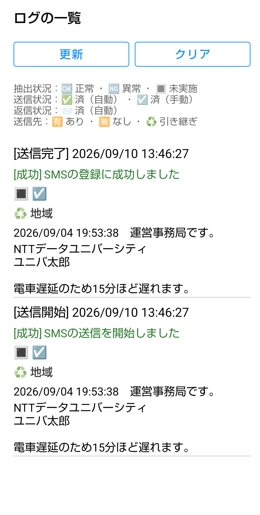 ログの一覧
更新
クリア
抽出状況：🆗 正常 ・ 🆖 異常 ・ 🔳 未実施
送信状況：✅ 済（自動） ・ ☑️ 済（手動）
返信状況：📨 済（自動）
送信先：🈶 あり ・ 🈚 なし ・ ♻️ 引き継ぎ
[送信完了] 2026/09/10 13:46:27
[成功] SMSの登録に成功しました
🔳 ☑️
♻️ 地域
2026/09/04 19:53:38　運営事務局です。
NTTデータユニバーシティ
ユニバ太郎
電車遅延のため15分ほど遅れます。
[送信開始] 2026/09/10 13:46:27
[成功] SMSの送信を開始しました
🔳 ☑️
♻️ 地域
2026/09/04 19:53:38　運営事務局です。
NTTデータユニバーシティ
ユニバ太郎
電車遅延のため15分ほど遅れます。